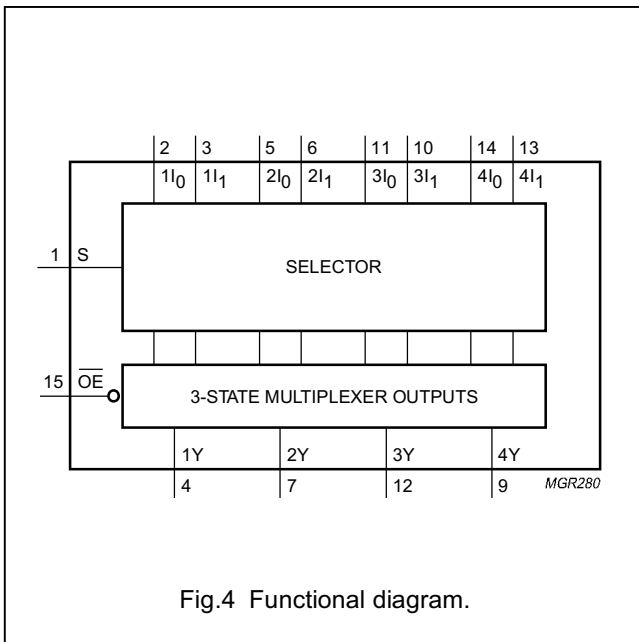 2 3 5 6 11 10 14 13
1I0 1I1 2I0 2I1 3I0 3I1 4I0 4I1
1 S
SELECTOR
15 O̅E̅
3-STATE MULTIPLEXER OUTPUTS
1Y 2Y 3Y 4Y
4 7 12 9
MGR280
Fig.4 Functional diagram.